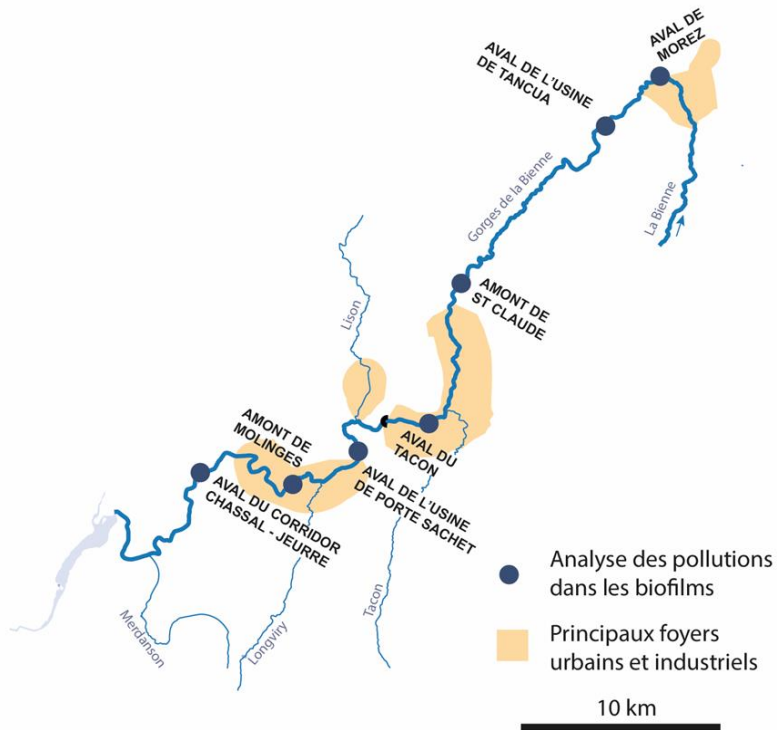 AVAL DE
MOREZ
AVAL DE L'USINE
DE TANCUA
Gorges de la Bienne
La Bienne
AMONT DE
ST CLAUDE
Lison
AMONT DE
MOLINGES
AVAL DU
TACON
AVAL DE L'USINE
DE PORTE SACHET
AVAL DU CORRIDOR
CHASSAL - JEURRE
Merdanson
Longviry
Tacon
Analyse des pollutions
dans les biofilms
Principaux foyers
urbains et industriels
10 km